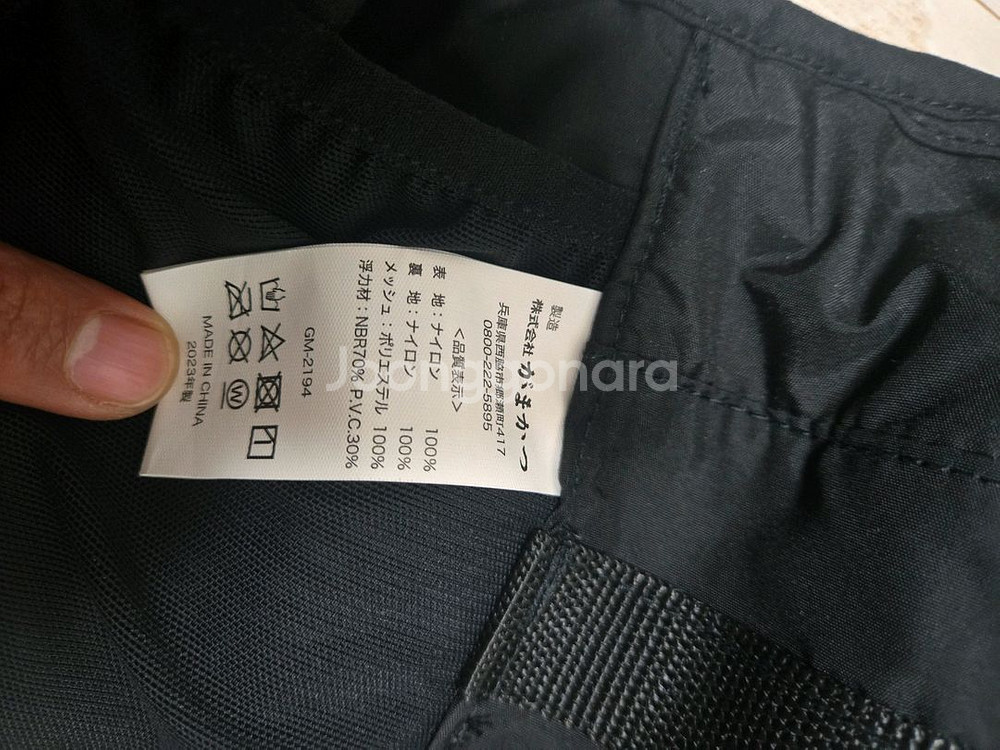 製造
株式会社 がまかつ
兵庫県西脇市郷瀬町417
0800-222-5895
<品質表示>
表 地：ナイロン 100%
裏 地：ナイロン 100%
メッシュ：ポリエステル 100%
浮力材：NBR70% P.V.C.30%
GM-2194
W
MADE IN CHINA
2023年製
Joongonara